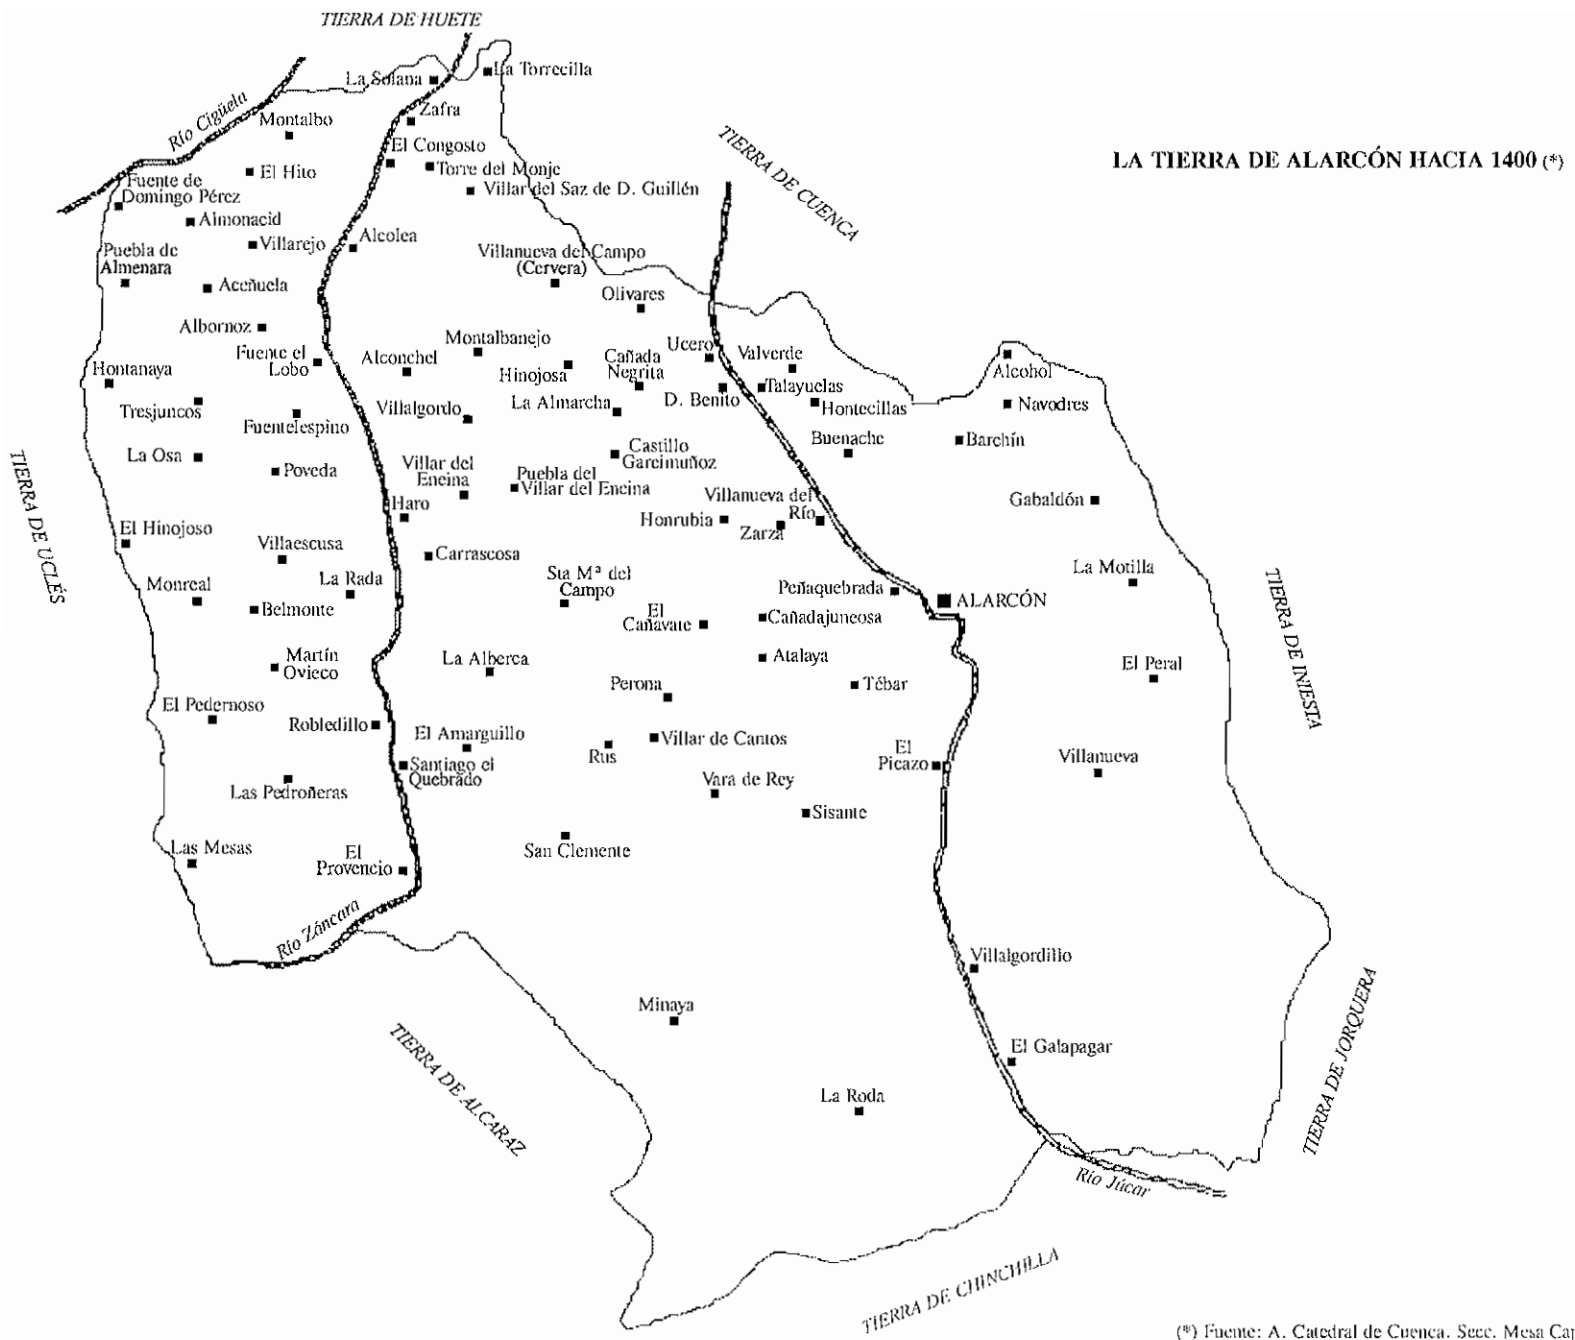 TIERRA DE HUETE
LA TIERRA DE ALARCÓN HACIA 1400 (*)
La Solana
La Torrecilla
Río Cigüela
Zafra
Montalbo
El Congosto
Torre del Monje
El Hito
Villar del Saz de D. Guillén
TIERRA DE CUENCA
Fuente de
Domingo Pérez
Almonacid
Villarejo
Alcolea
Puebla de
Almenara
Villanueva del Campo
(Cervera)
Aceñuela
Olivares
Albornoz
Montalbanejo
Ucero
Valverde
Fuente el
Lobo
Alconchel
Hinojosa
Cañada
Negrita
Alcohol
Hontanaya
D. Benito
Talayuelas
Tresjuncos
Villalgordo
La Almarcha
Hontecillas
Navodres
Fuentelespino
Buenache
Barchín
La Osa
Castillo
Garcimuñoz
Poveda
Villar del
Encina
Puebla del
Villar del Encina
TIERRA DE UCLÉS
Haro
Villanueva del
Río
Gabaldón
Honrubia
Zarza
El Hinojoso
Villaescusa
Carrascosa
La Motilla
Monreal
La Rada
Sta Mª del
Campo
Peñaquebrada
ALARCÓN
Belmonte
El
Cañavate
Cañadajuncosa
TIERRA DE INIESTA
Martín
Ovieco
La Alberca
Atalaya
El Peral
Perona
Tébar
El Pedernoso
Robledillo
El Amarguillo
Villar de Cantos
Rus
El
Picazo
Villanueva
Santiago el
Quebrado
Las Pedroñeras
Vara de Rey
Sisante
Las Mesas
El
Provencio
San Clemente
Río Záncara
Villalgordillo
Minaya
TIERRA DE ALCARAZ
El Galapagar
TIERRA DE JORQUERA
La Roda
Río Júcar
TIERRA DE CHINCHILLA
(*) Fuente: A. Catedral de Cuenca. Secc. Mesa Cap